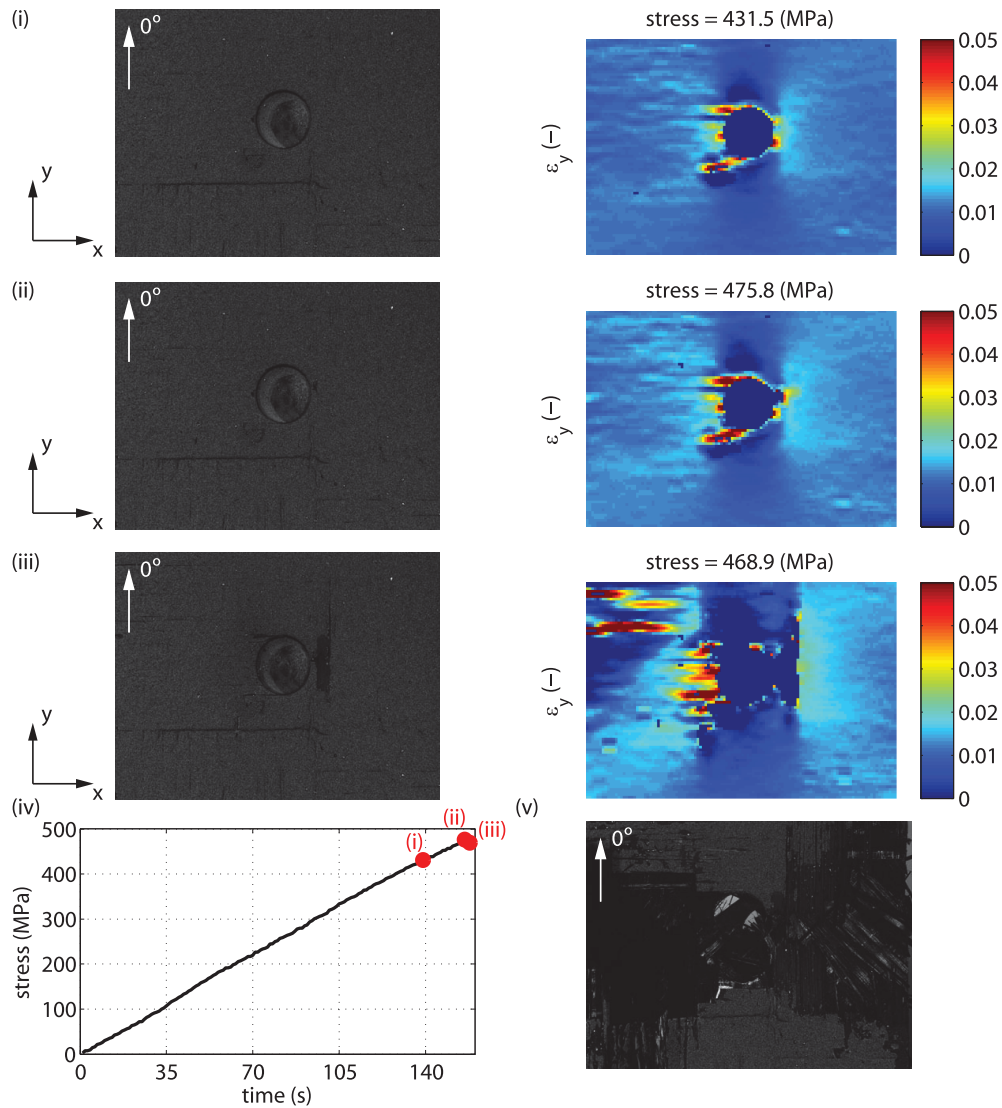 (i)
0°
y
x
stress = 431.5 (MPa)
ε_y (−)
0.05
0.04
0.03
0.02
0.01
0
(ii)
0°
y
x
stress = 475.8 (MPa)
ε_y (−)
0.05
0.04
0.03
0.02
0.01
0
(iii)
0°
y
x
stress = 468.9 (MPa)
ε_y (−)
0.05
0.04
0.03
0.02
0.01
0
(iv)
500
400
300
200
100
0
stress (MPa)
(i)
(ii)
(iii)
0 35 70 105 140
time (s)
(v)
0°